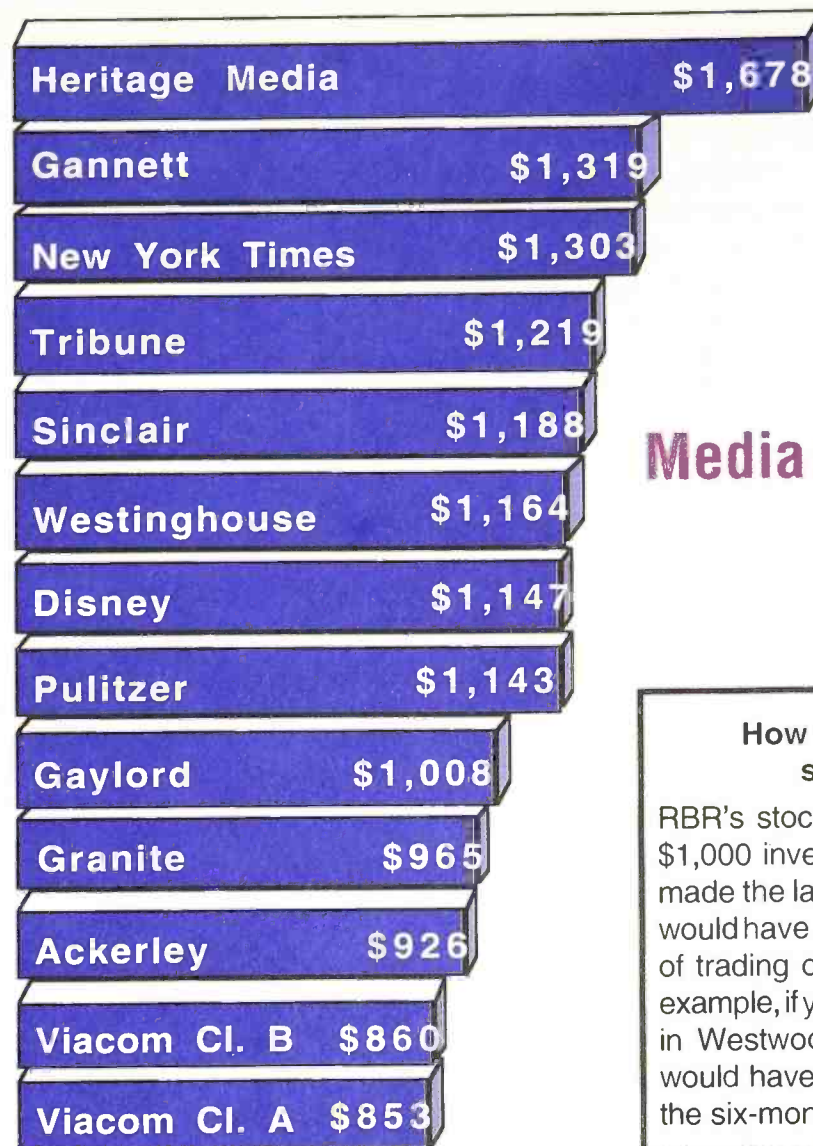 Heritage Media $1,678
Gannett $1,319
New York Times $1,303
Tribune $1,219
Sinclair $1,188
Westinghouse $1,164
Disney $1,147
Pulitzer $1,143
Gaylord $1,008
Granite $965
Ackerley $926
Viacom Cl. B $860
Viacom Cl. A $853
Media
How
s
RBR's stoc
$1,000 inve
made the la
would have
of trading o
example, if y
in Westwoo
would have
the six-mon